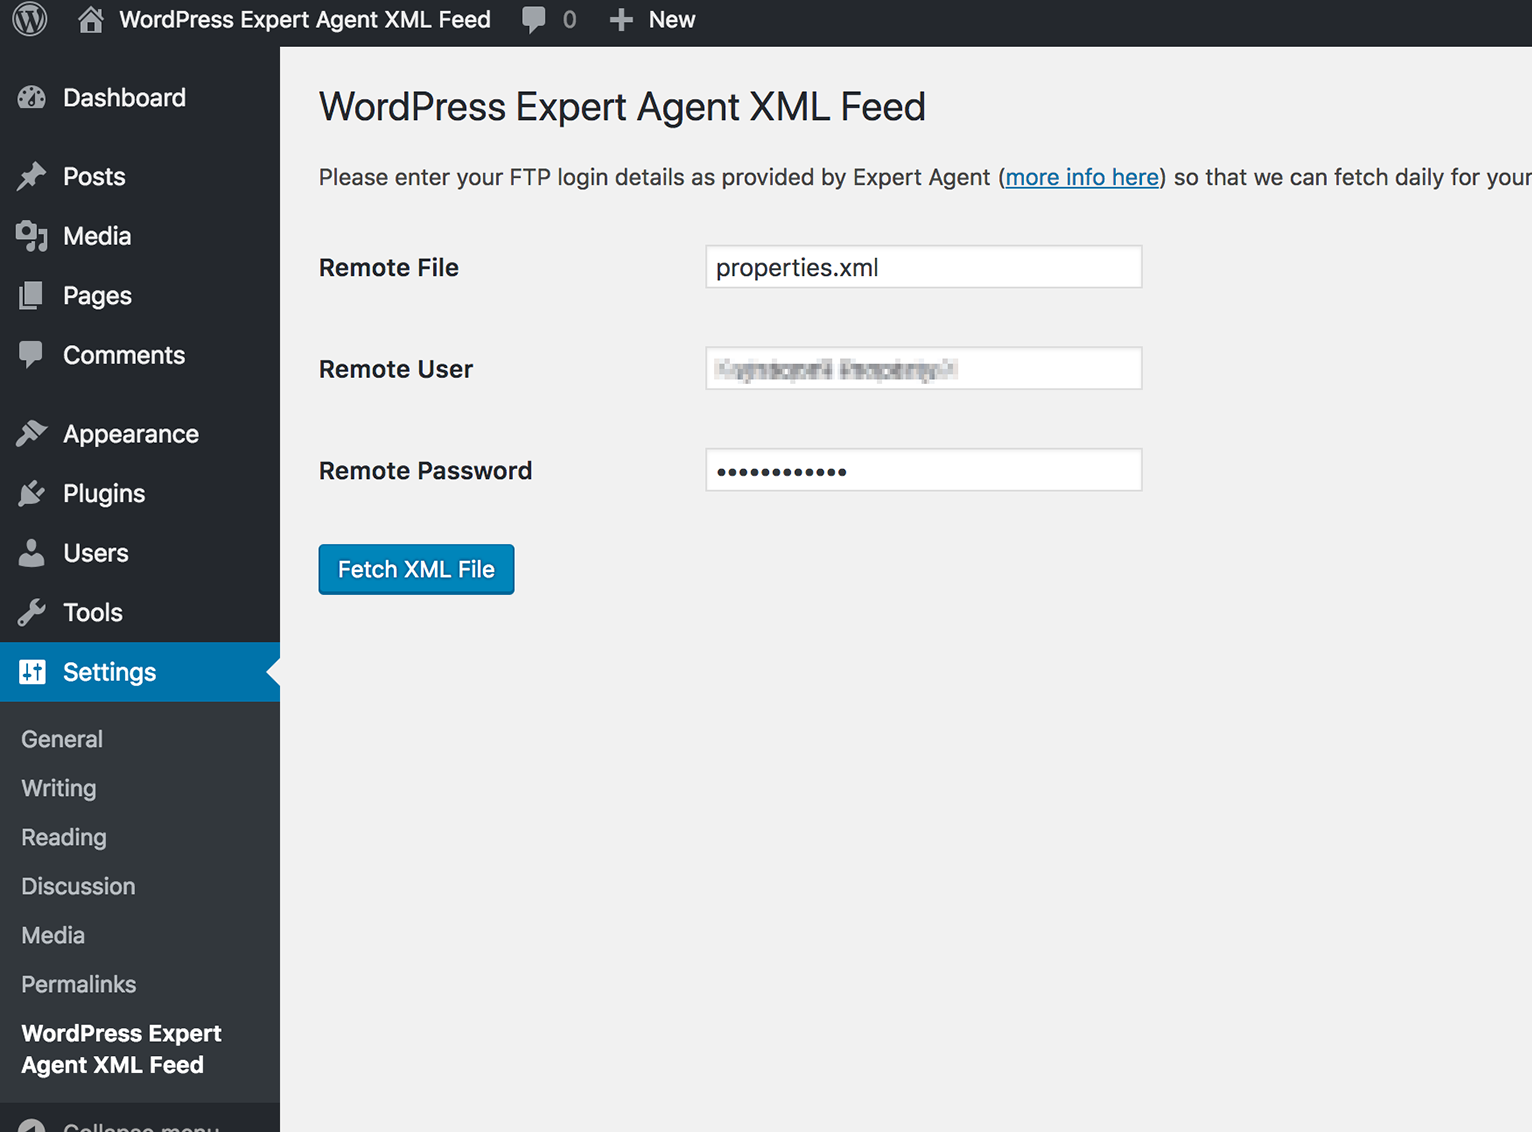 WordPress Expert Agent XML Feed 0 New
Dashboard
Posts
Media
Pages
Comments
Appearance
Plugins
Users
Tools
Settings
General
Writing
Reading
Discussion
Media
Permalinks
WordPress Expert
Agent XML Feed
Collapse menu
WordPress Expert Agent XML Feed
Please enter your FTP login details as provided by Expert Agent (more info here) so that we can fetch daily for your
Remote File properties.xml
Remote User
Remote Password ••••••••••••
Fetch XML File